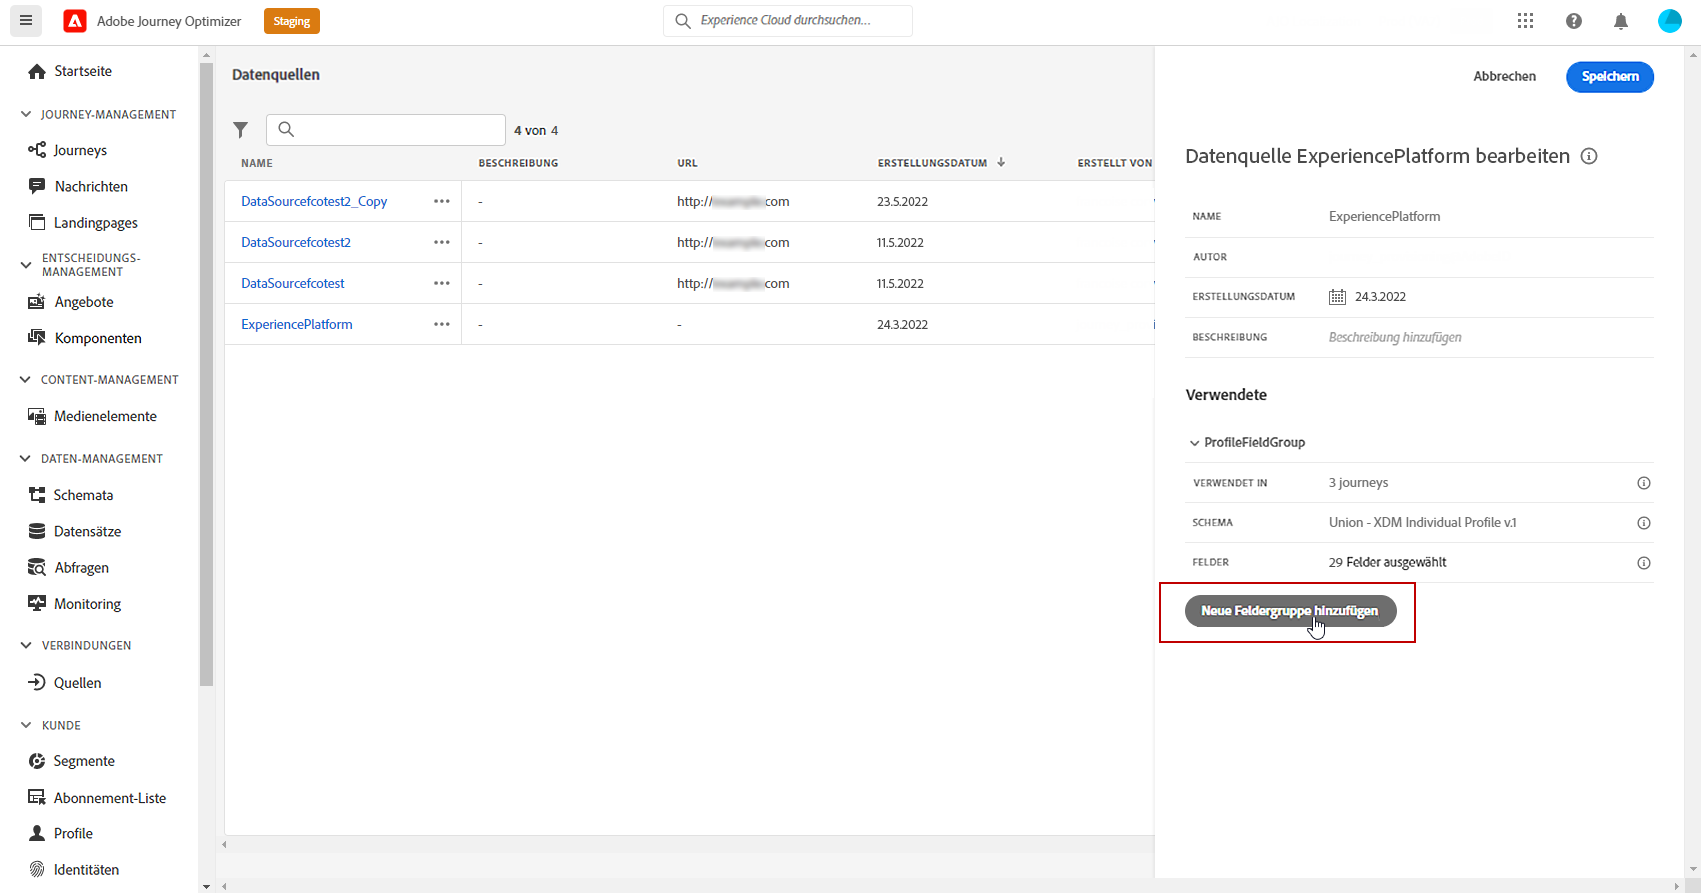 Adobe Journey Optimizer
Staging
Experience Cloud durchsuchen...
Startseite
JOURNEY-MANAGEMENT
Journeys
Nachrichten
Landingpages
ENTSCHEIDUNGS-
MANAGEMENT
Angebote
Komponenten
CONTENT-MANAGEMENT
Medienelemente
DATEN-MANAGEMENT
Schemata
Datensätze
Abfragen
Monitoring
VERBINDUNGEN
Quellen
KUNDE
Segmente
Abonnement-Liste
Profile
Identitäten
Datenquellen
4 von 4
NAME BESCHREIBUNG URL ERSTELLUNGSDATUM ERSTELLT VON
DataSourcefcotest2_Copy - http:// com 23.5.2022
DataSourcefcotest2 - http:// com 11.5.2022
DataSourcefcotest - http:// com 11.5.2022
ExperiencePlatform - - 24.3.2022
Abbrechen
Speichern
Datenquelle ExperiencePlatform bearbeiten
NAME ExperiencePlatform
AUTOR
ERSTELLUNGSDATUM 24.3.2022
BESCHREIBUNG Beschreibung hinzufügen
Verwendete
ProfileFieldGroup
VERWENDET IN 3 journeys
SCHEMA Union - XDM Individual Profile v.1
FELDER 29 Felder ausgewählt
Neue Feldergruppe hinzufügen